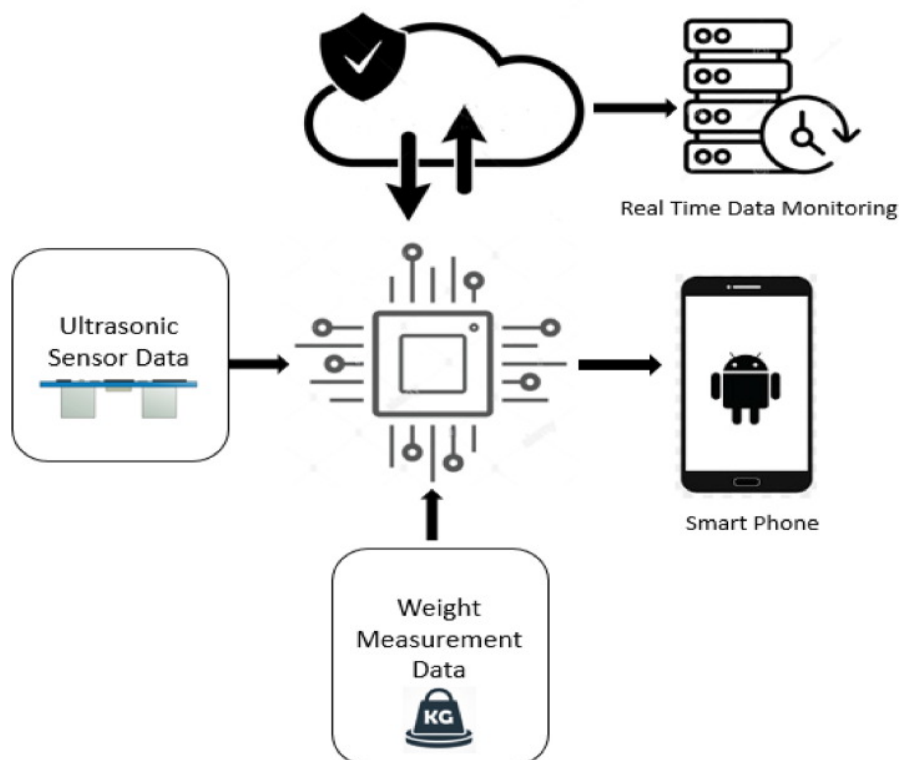 Real Time Data Monitoring
Ultrasonic
Sensor Data
Smart Phone
Weight
Measurement
Data
KG